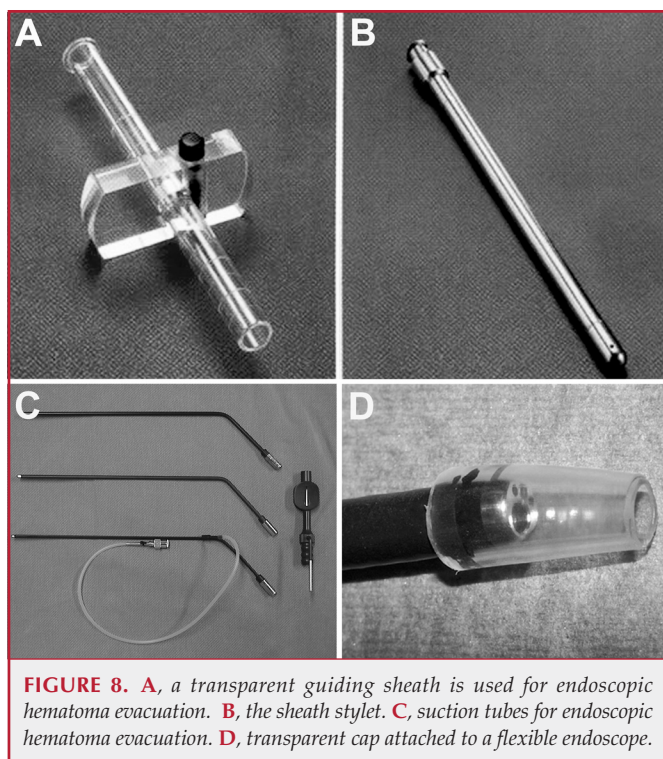 A
B
C
D
FIGURE 8. A, a transparent guiding sheath is used for endoscopic
hematoma evacuation. B, the sheath stylet. C, suction tubes for endoscopic
hematoma evacuation. D, transparent cap attached to a flexible endoscope.